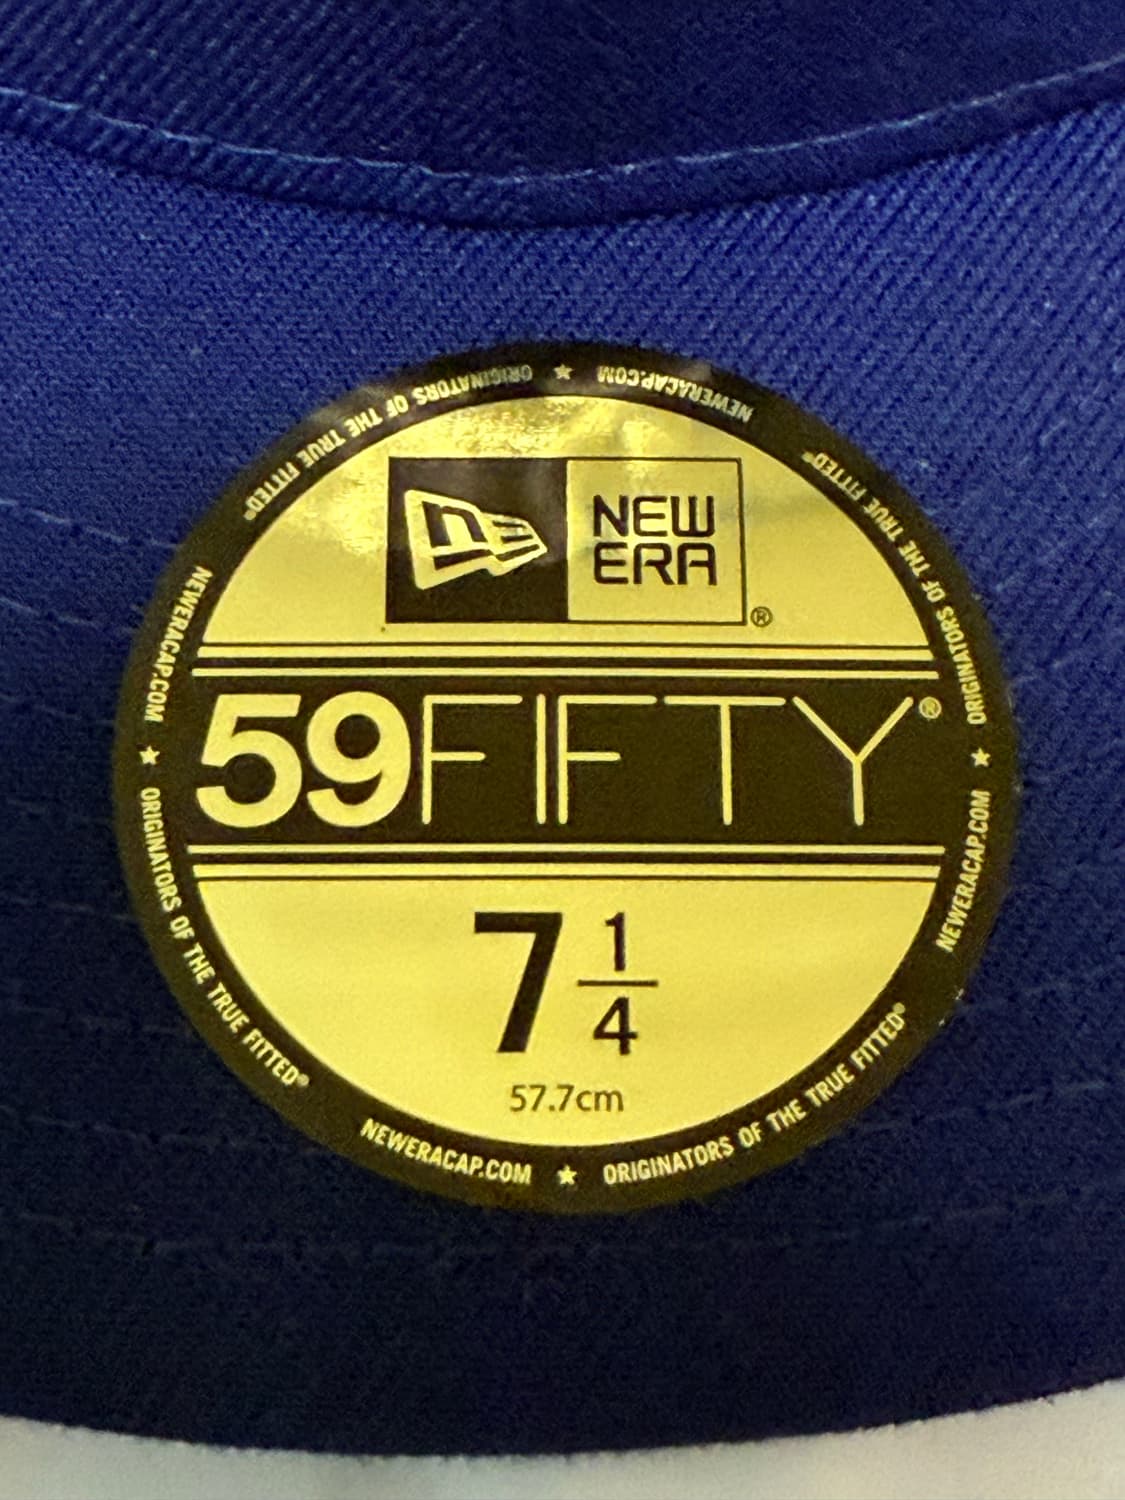 NEW
ERA®
59FIFTY®
7 1/4
57.7cm
NEWERACAP.COM ★ ORIGINATORS OF THE TRUE FITTED®
NEWERACAP.COM ★ ORIGINATORS OF THE TRUE FITTED®
NEWERACAP.COM ★ ORIGINATORS OF THE TRUE FITTED®
NEWERACAP.COM ★ ORIGINATORS OF THE TRUE FITTED®